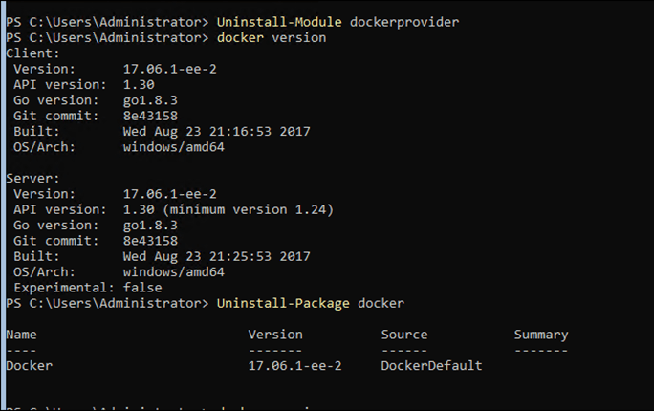 PS C:\Users\Administrator> Uninstall-Module dockerprovider
PS C:\Users\Administrator> docker version
Client:
 Version:      17.06.1-ee-2
 API version:  1.30
 Go version:   go1.8.3
 Git commit:   8e43158
 Built:        Wed Aug 23 21:16:53 2017
 OS/Arch:      windows/amd64
Server:
 Version:      17.06.1-ee-2
 API version:  1.30 (minimum version 1.24)
 Go version:   go1.8.3
 Git commit:   8e43158
 Built:        Wed Aug 23 21:25:53 2017
 OS/Arch:      windows/amd64
 Experimental: false
PS C:\Users\Administrator> Uninstall-Package docker
Name                           Version          Source           Summary
----                           -------          ------           -------
Docker                         17.06.1-ee-2     DockerDefault